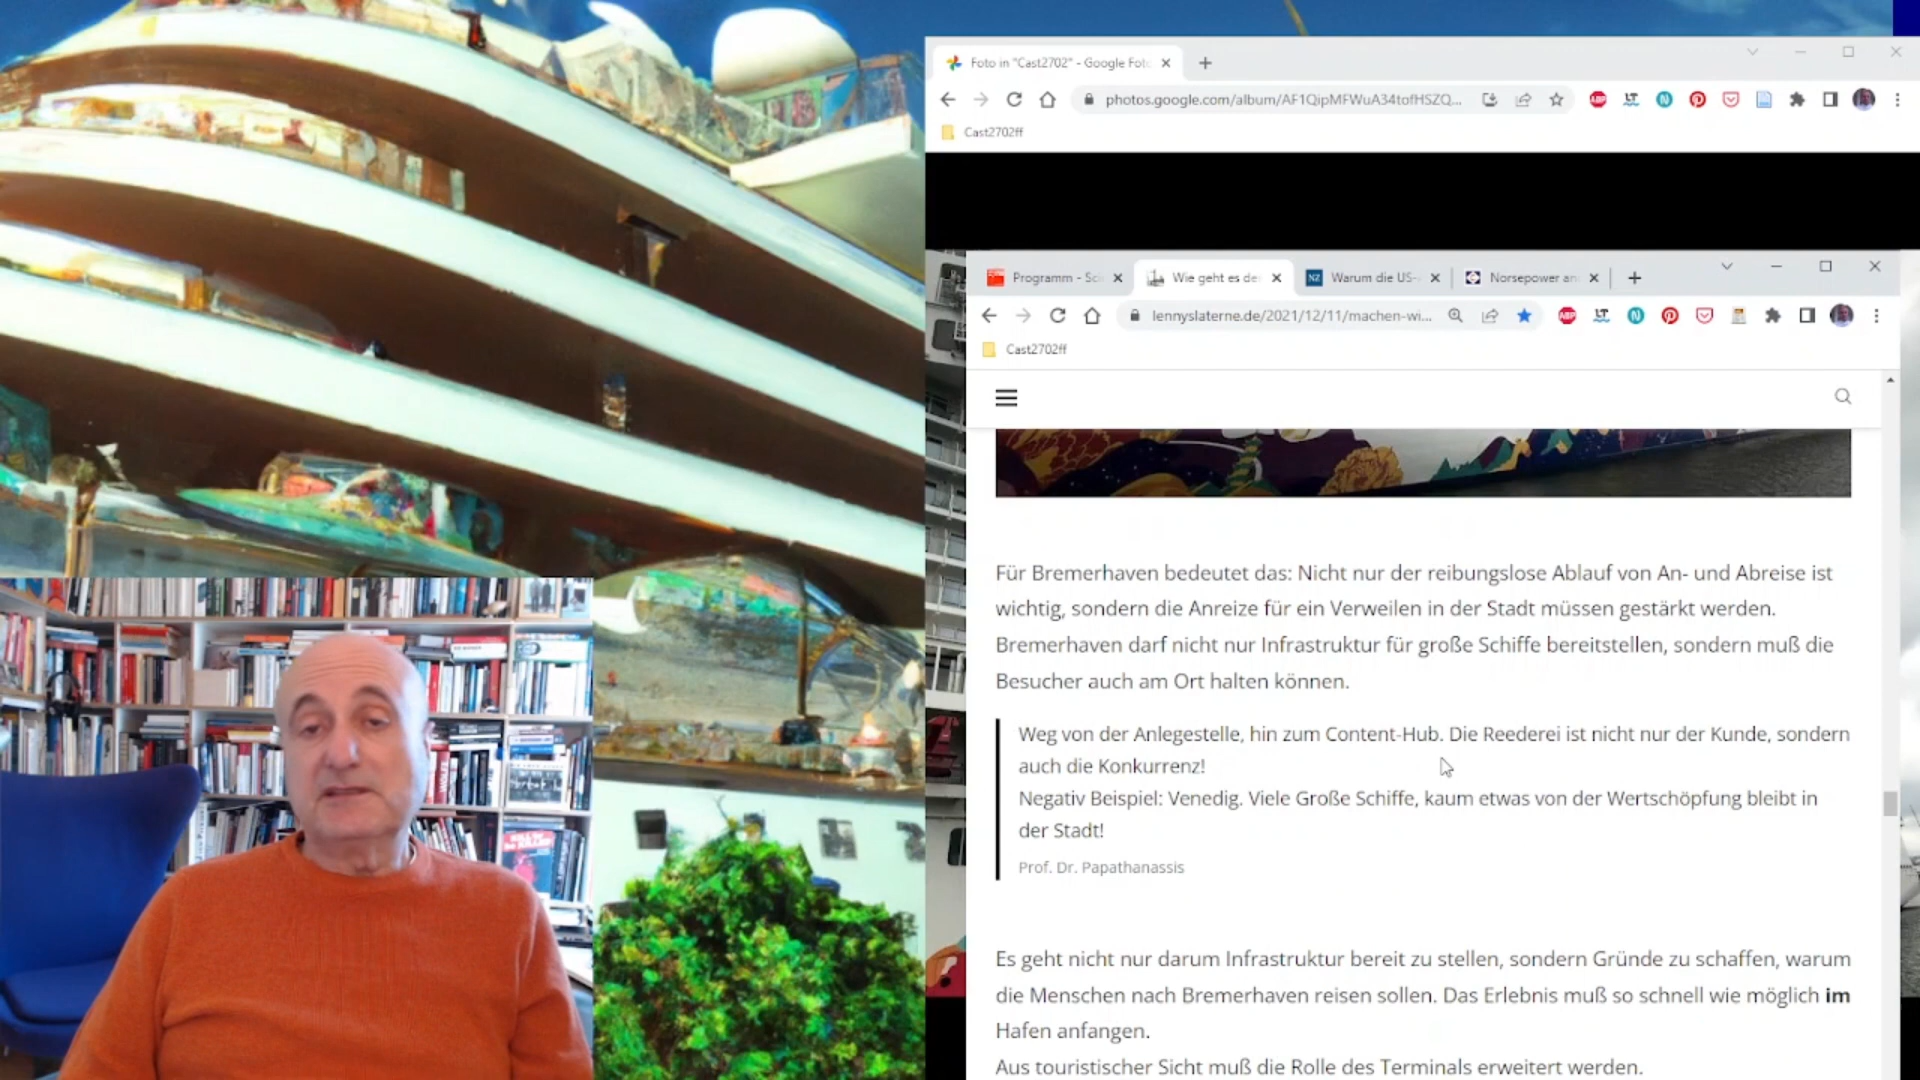 Foto in "Cast2702" - Google Foto
photos.google.com/album/AF1QipMFWuA34tofHSZQ...
Cast2702ff
Programm - Sci
Wie geht es de
Warum die US-
Norsepower an
lennyslaterne.de/2021/12/11/machen-wi...
Cast2702ff
Für Bremerhaven bedeutet das: Nicht nur der reibungslose Ablauf von An- und Abreise ist
wichtig, sondern die Anreize für ein Verweilen in der Stadt müssen gestärkt werden.
Bremerhaven darf nicht nur Infrastruktur für große Schiffe bereitstellen, sondern muß die
Besucher auch am Ort halten können.
Weg von der Anlegestelle, hin zum Content-Hub. Die Reederei ist nicht nur der Kunde, sondern
auch die Konkurrenz!
Negativ Beispiel: Venedig. Viele Große Schiffe, kaum etwas von der Wertschöpfung bleibt in
der Stadt!
Prof. Dr. Papathanassis
Es geht nicht nur darum Infrastruktur bereit zu stellen, sondern Gründe zu schaffen, warum
die Menschen nach Bremerhaven reisen sollen. Das Erlebnis muß so schnell wie möglich im
Hafen anfangen.
Aus touristischer Sicht muß die Rolle des Terminals erweitert werden.